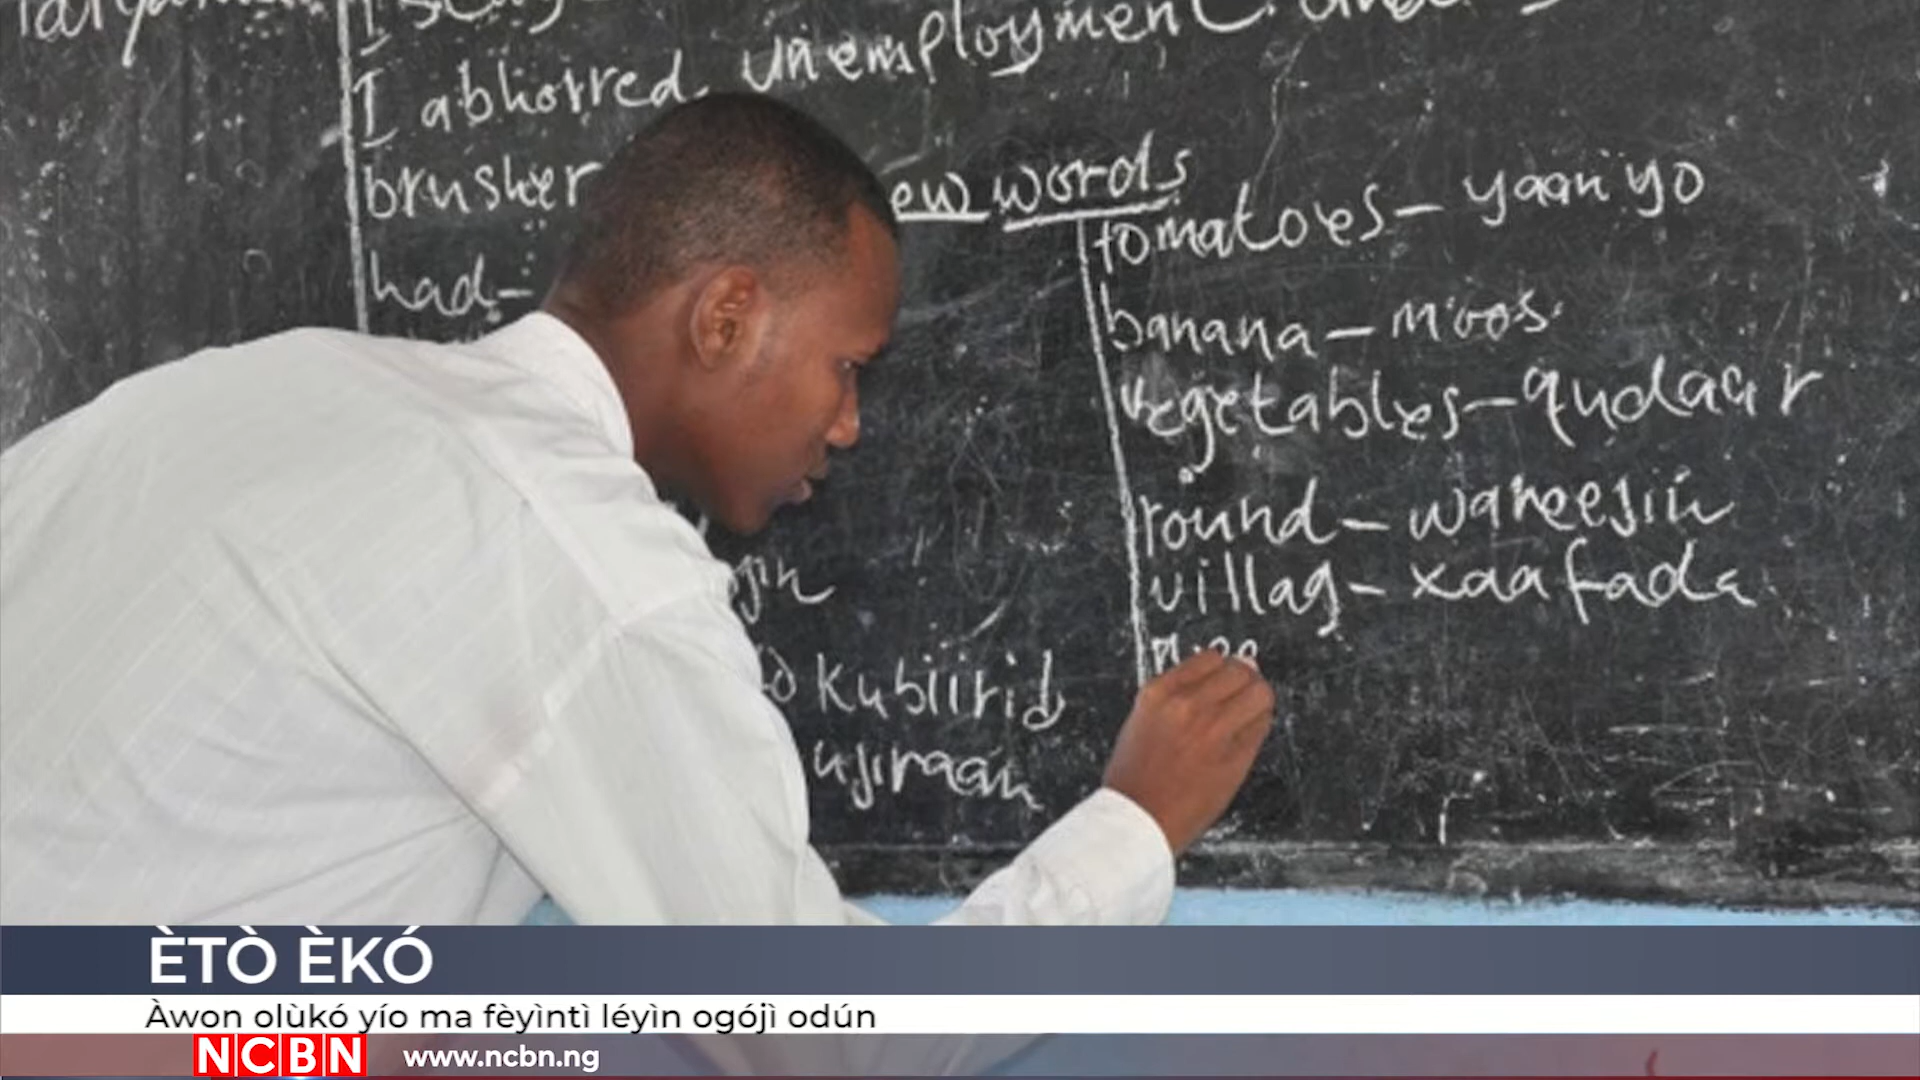 I abhorred unemployment
brusher
had-
ew words
tomatoes - yaanyo
banana - moos
vegetables - qudaar
round - wareejin
villag - xaafada
kubiirid
ujiraan
ÈTÒ ÈKÓ
Àwon olùkó yío ma fèyìntì léyìn ogójì odún
NCBN www.ncbn.ng